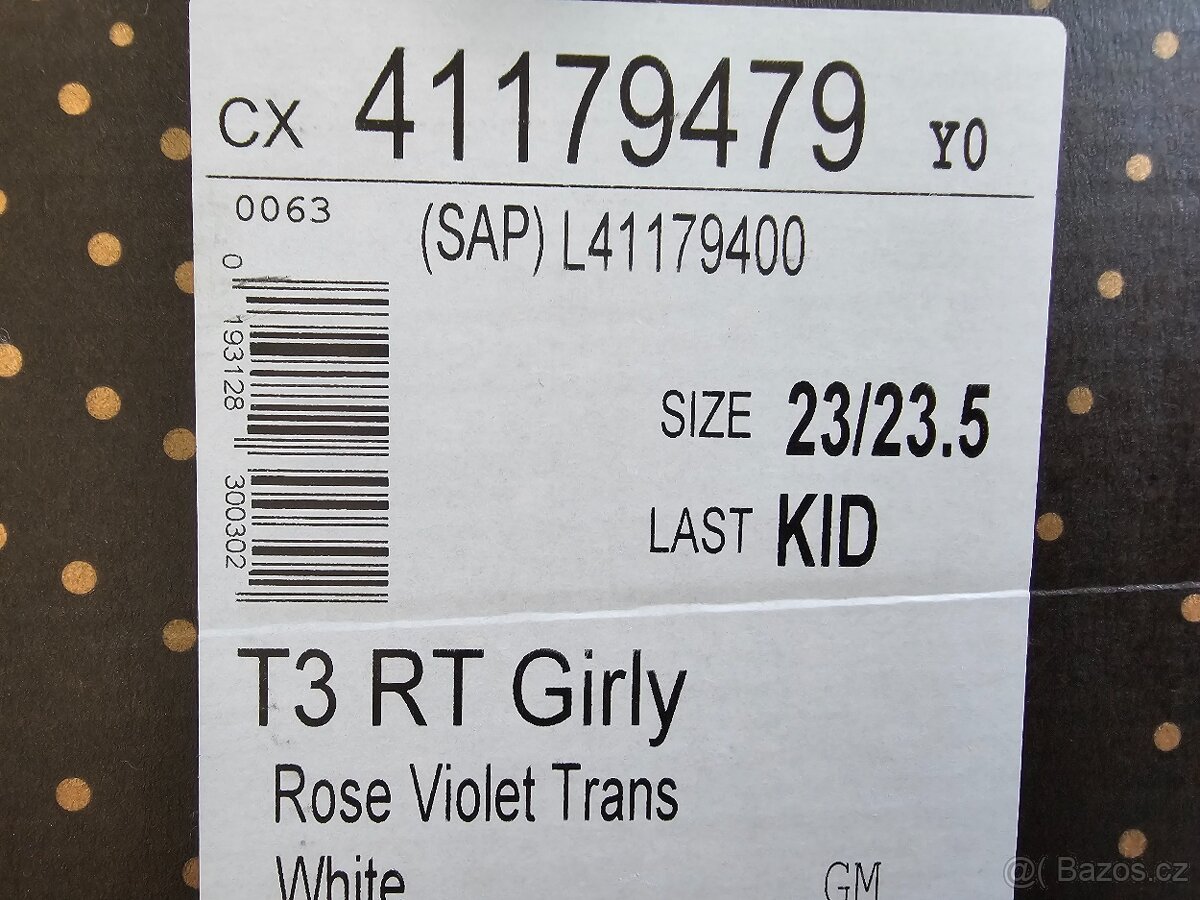 CX 41179479 Y0
0063
(SAP) L41179400
0 193128 300302
SIZE 23/23.5
LAST KID
T3 RT Girly
Rose Violet Trans
White
GM
@( Bazos.cz